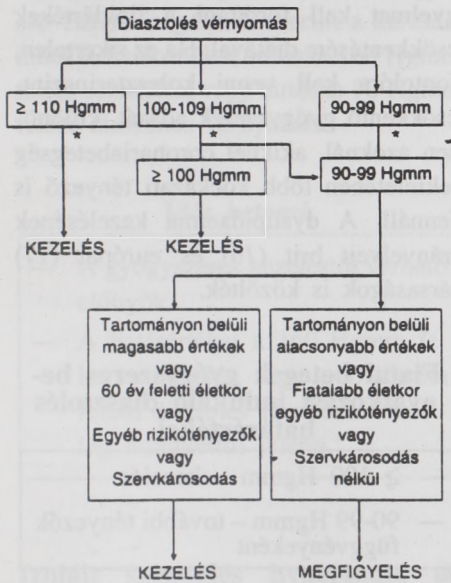 Diasztolés vérnyomás
≥ 110 Hgmm
100-109 Hgmm
90-99 Hgmm
*
*
*
≥ 100 Hgmm
90-99 Hgmm
KEZELÉS
KEZELÉS
Tartományon belüli
magasabb értékek
vagy
60 év feletti életkor
vagy
Egyéb rizikótényezők
vagy
Szervkárosodás
Tartományon belüli
alacsonyabb értékek
vagy
Fiatalabb életkor
egyéb rizikótényezők
vagy
Szervkárosodás
nélkül
KEZELÉS
MEGFIGYELÉS